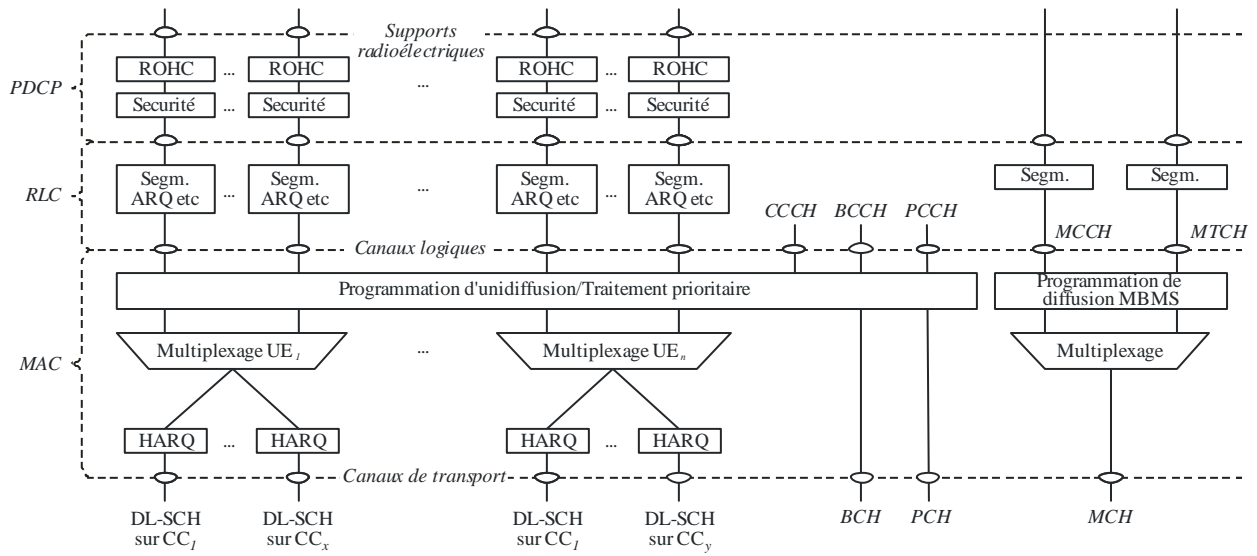 Supports
radioélectriques
PDCP
ROHC ... ROHC ... ROHC ... ROHC
Securité ... Securité Securité ... Securité
RLC
Segm.
ARQ etc
...
Segm.
ARQ etc
...
Segm.
ARQ etc
...
Segm.
ARQ etc
Segm.
Segm.
CCCH BCCH PCCH
Canaux logiques
MCCH
MTCH
MAC
Programmation d'unidiffusion/Traitement prioritaire
Programmation de
diffusion MBMS
Multiplexage UE1
...
Multiplexage UEn
Multiplexage
HARQ ... HARQ HARQ ... HARQ
Canaux de transport
DL-SCH
sur CC1
DL-SCH
sur CCx
DL-SCH
sur CC1
DL-SCH
sur CCy
BCH
PCH
MCH